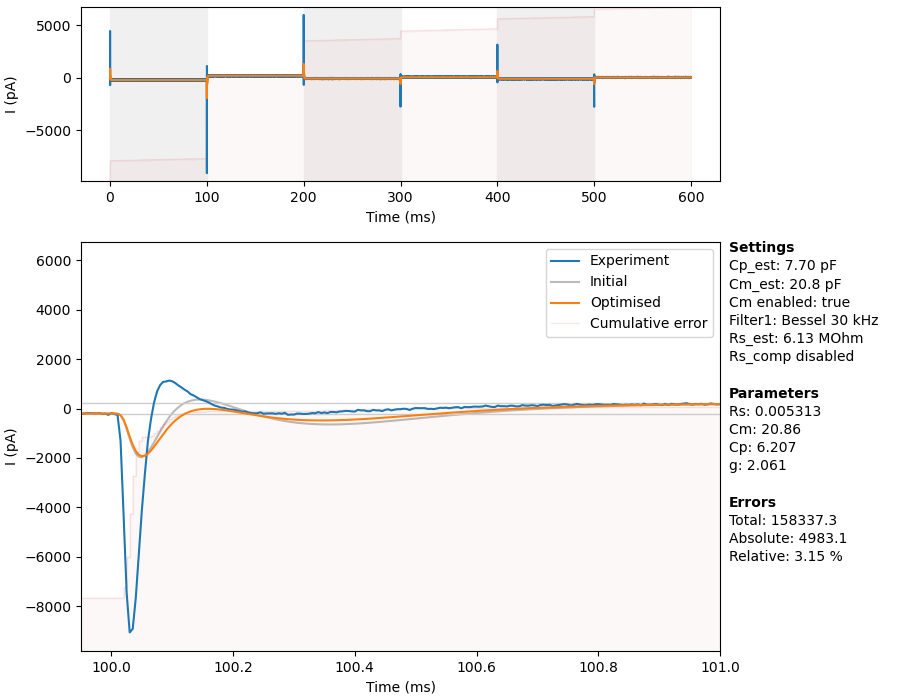 5000
0
−5000
I (pA)
0 100 200 300 400 500 600
Time (ms)
6000
4000
2000
0
−2000
−4000
−6000
−8000
I (pA)
100.0 100.2 100.4 100.6 100.8 101.0
Time (ms)
Experiment
Initial
Optimised
Cumulative error
Settings
Cp_est: 7.70 pF
Cm_est: 20.8 pF
Cm enabled: true
Filter1: Bessel 30 kHz
Rs_est: 6.13 MOhm
Rs_comp disabled
Parameters
Rs: 0.005313
Cm: 20.86
Cp: 6.207
g: 2.061
Errors
Total: 158337.3
Absolute: 4983.1
Relative: 3.15 %